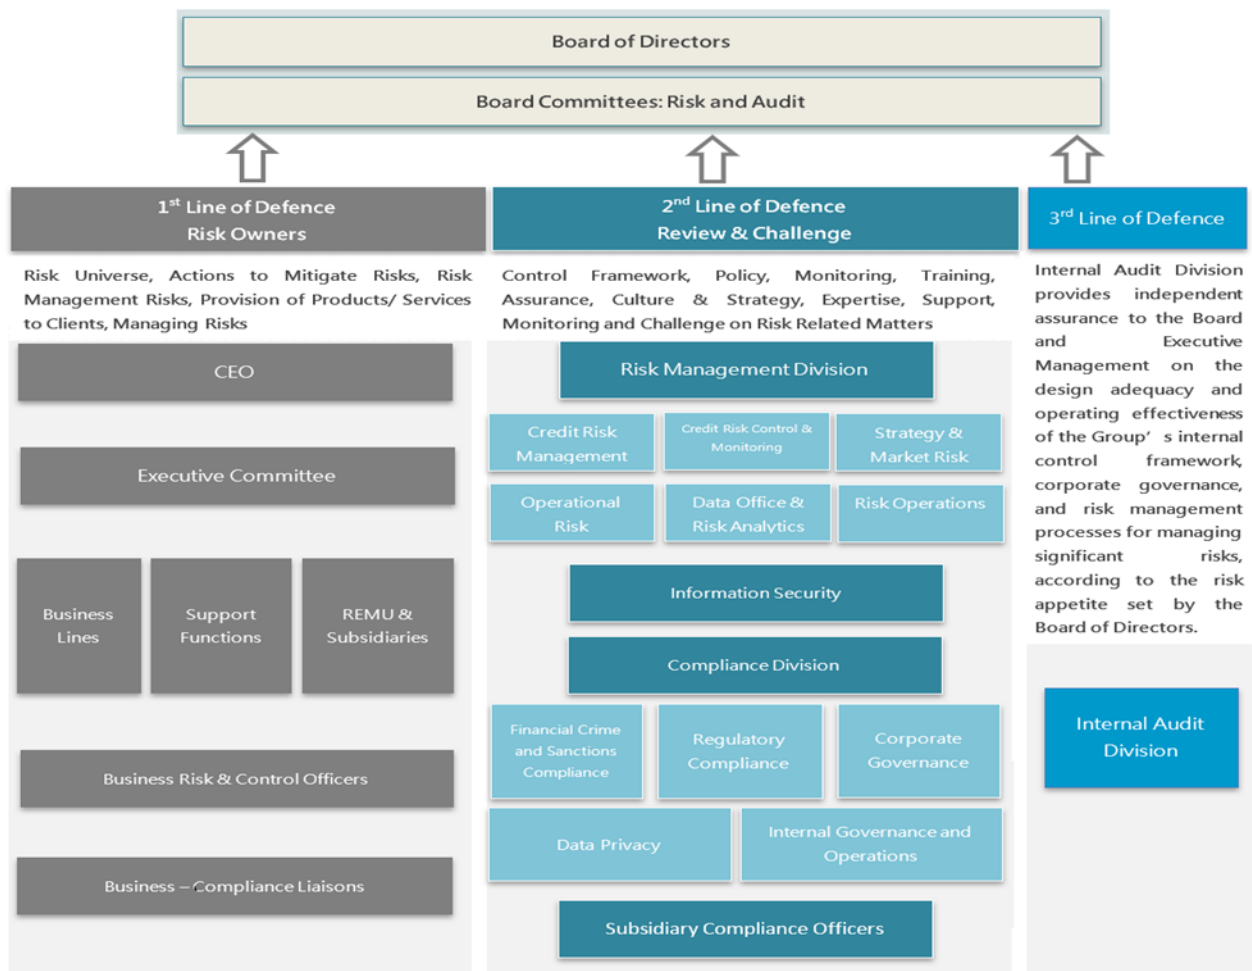 Board of Directors
Board Committees: Risk and Audit
1st Line of Defence
Risk Owners
Risk Universe, Actions to Mitigate Risks, Risk
Management Risks, Provision of Products/ Services
to Clients, Managing Risks
CEO
Executive Committee
Business
Lines
Support
Functions
REMU &
Subsidiaries
Business Risk & Control Officers
Business – Compliance Liaisons
2nd Line of Defence
Review & Challenge
Control Framework, Policy, Monitoring, Training,
Assurance, Culture & Strategy, Expertise, Support,
Monitoring and Challenge on Risk Related Matters
Risk Management Division
Credit Risk
Management
Credit Risk Control &
Monitoring
Strategy &
Market Risk
Operational
Risk
Data Office &
Risk Analytics
Risk Operations
Information Security
Compliance Division
Financial Crime
and Sanctions
Compliance
Regulatory
Compliance
Corporate
Governance
Data Privacy
Internal Governance and
Operations
Subsidiary Compliance Officers
3rd Line of Defence
Internal Audit Division
provides independent
assurance to the Board
and Executive
Management on the
design adequacy and
operating effectiveness
of the Group' s internal
control framework,
corporate governance,
and risk management
processes for managing
significant risks,
according to the risk
appetite set by the
Board of Directors.
Internal Audit
Division